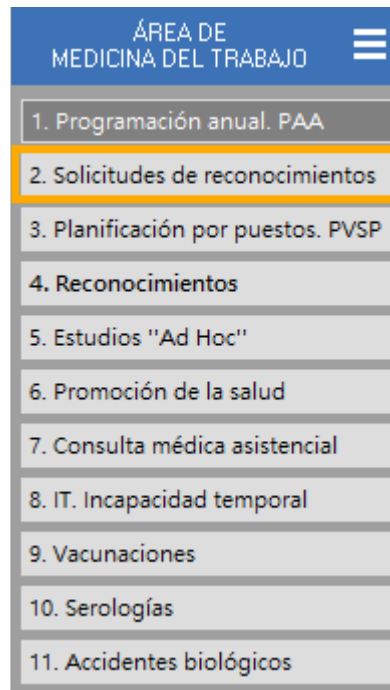 ÁREA DE
MEDICINA DEL TRABAJO
1. Programación anual. PAA
2. Solicitudes de reconocimientos
3. Planificación por puestos. PVSP
4. Reconocimientos
5. Estudios "Ad Hoc"
6. Promoción de la salud
7. Consulta médica asistencial
8. IT. Incapacidad temporal
9. Vacunaciones
10. Serologías
11. Accidentes biológicos